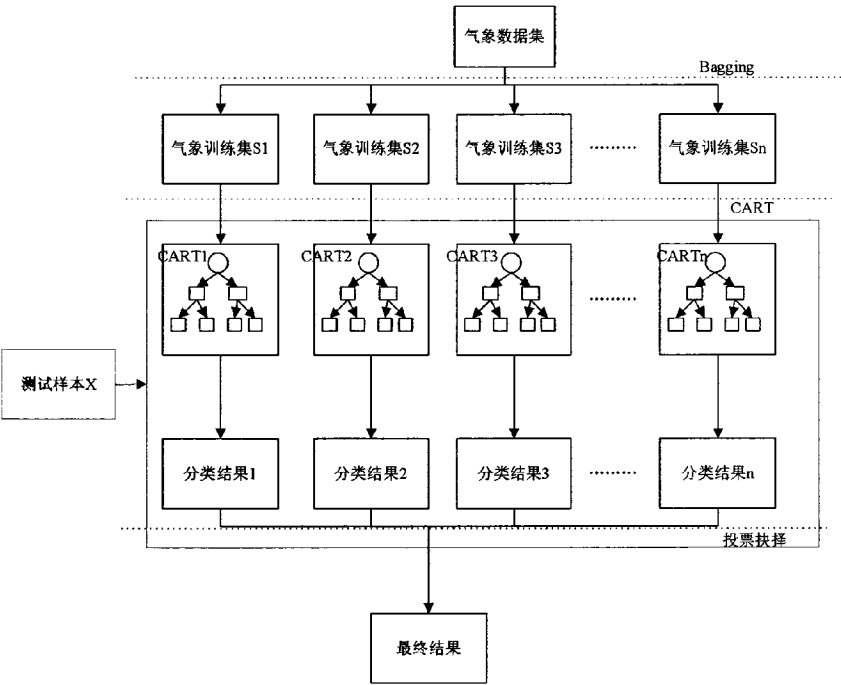 气象数据集
Bagging
气象训练集S1
气象训练集S2
气象训练集S3
………
气象训练集Sn
CART
CART1
CART2
CART3
………
CARTn
测试样本X
分类结果1
分类结果2
分类结果3
………
分类结果n
投票抉择
最终结果